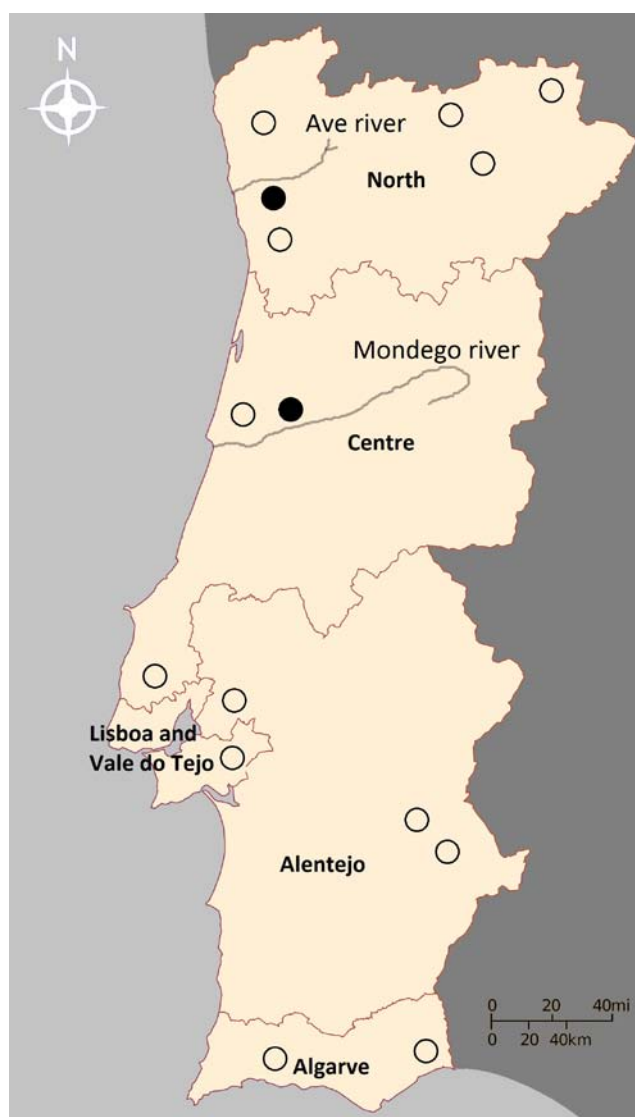 N
Ave river
North
Mondego river
Centre
Lisboa and
Vale do Tejo
Alentejo
0 20 40mi
0 20 40km
Algarve